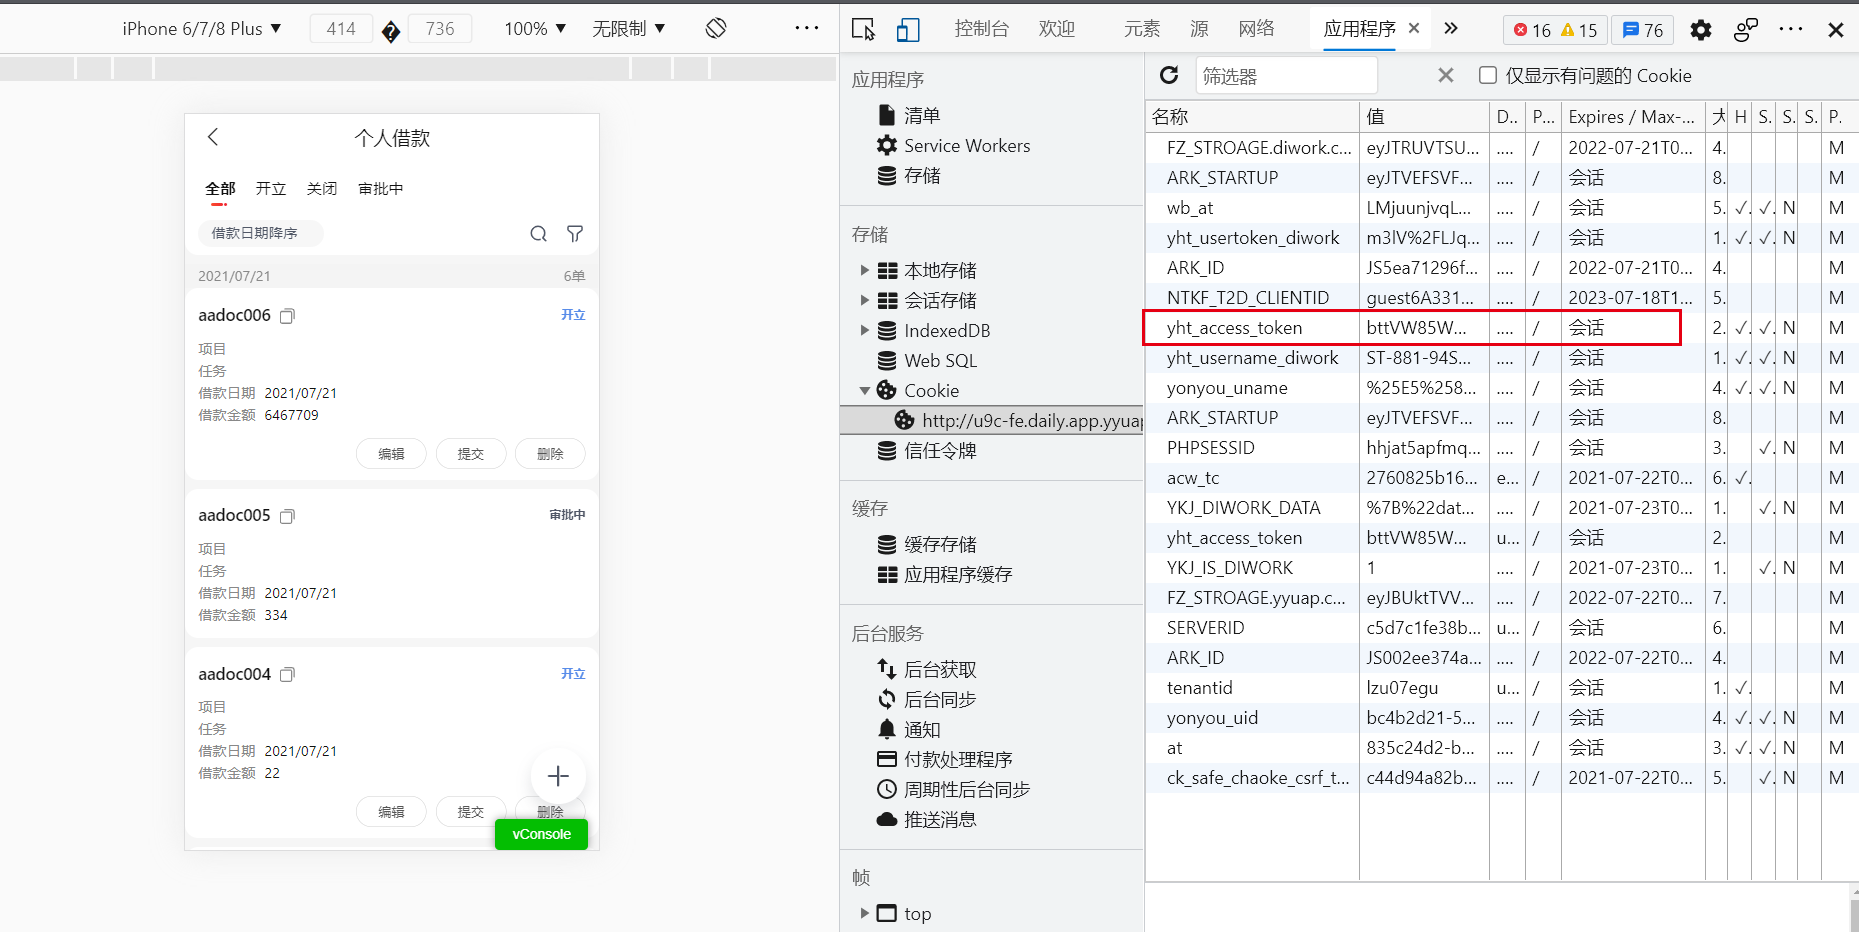 iPhone 6/7/8 Plus ▼ 414 736 100% ▼ 无限制 ▼ ...
控制台 欢迎 元素 源 网络 应用程序 × » 16 15 76 ...
个人借款
全部 开立 关闭 审批中
借款日期降序
2021/07/21 6单
aadoc006 开立
项目
任务
借款日期 2021/07/21
借款金额 6467709
编辑 提交 删除
aadoc005 审批中
项目
任务
借款日期 2021/07/21
借款金额 334
aadoc004 开立
项目
任务
借款日期 2021/07/21
借款金额 22
编辑 提交 删除
vConsole
应用程序
清单
Service Workers
存储
存储
本地存储
会话存储
IndexedDB
Web SQL
Cookie
http://u9c-fe.daily.app.yyuap
信任令牌
缓存
缓存存储
应用程序缓存
后台服务
后台获取
后台同步
通知
付款处理程序
周期性后台同步
推送消息
帧
top
筛选器 仅显示有问题的 Cookie
名称 值 D.. P... Expires / Max-... H S. S. S. P.
FZ_STROAGE.diwork.c... eyJTRUVTSU... .... / 2022-07-21T0... 4. M
ARK_STARTUP eyJTVEFSVF... .... / 会话 8. M
wb_at LMjuunjvqL... .... / 会话 5. ✓. ✓. N M
yht_usertoken_diwork m3lV%2FLJq... .... / 会话 1. ✓. ✓. N M
ARK_ID JS5ea71296f... .... / 2022-07-21T0... 4. M
NTKF_T2D_CLIENTID guest6A331... .... / 2023-07-18T1... 5. M
yht_access_token bttVW85W... .... / 会话 2. ✓. ✓. N M
yht_username_diwork ST-881-94S... .... / 会话 1. ✓. ✓. N M
yonyou_uname %25E5%258... .... / 会话 4. ✓. ✓. N M
ARK_STARTUP eyJTVEFSVF... .... / 会话 8. M
PHPSESSID hhjat5apfmq... .... / 会话 3. ✓. N M
acw_tc 2760825b16... e... / 2021-07-22T0... 6. ✓. M
YKJ_DIWORK_DATA %7B%22dat... .... / 2021-07-23T0... 1. ✓. N M
yht_access_token bttVW85W... u... / 会话 2. M
YKJ_IS_DIWORK 1 .... / 2021-07-23T0... 1. ✓. N M
FZ_STROAGE.yyuap.c... eyJBUktTVV... .... / 2022-07-22T0... 7. M
SERVERID c5d7c1fe38b... u... / 会话 6. M
ARK_ID JS002ee374a... .... / 2022-07-22T0... 4. M
tenantid lzu07egu u... / 会话 1. ✓. M
yonyou_uid bc4b2d21-5... .... / 会话 4. ✓. ✓. N M
at 835c24d2-b... .... / 会话 3. ✓. ✓. N M
ck_safe_chaoke_csrf_t... c44d94a82b... .... / 2021-07-22T0... 5. ✓. N M